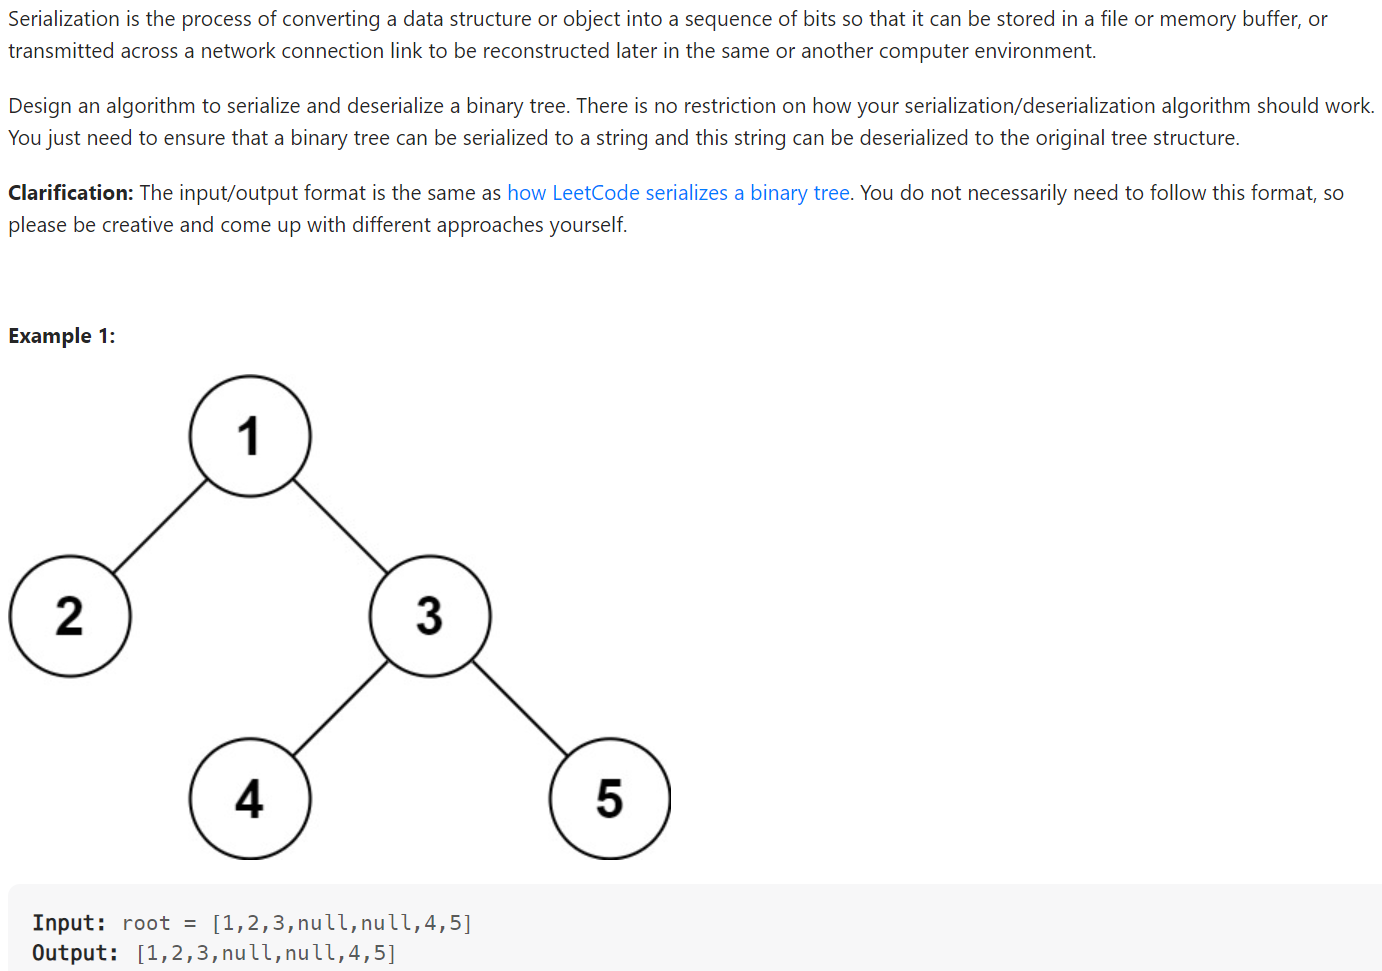 Serialization is the process of converting a data structure or object into a sequence of bits so that it can be stored in a file or memory buffer, or
transmitted across a network connection link to be reconstructed later in the same or another computer environment.
Design an algorithm to serialize and deserialize a binary tree. There is no restriction on how your serialization/deserialization algorithm should work.
You just need to ensure that a binary tree can be serialized to a string and this string can be deserialized to the original tree structure.
Clarification: The input/output format is the same as how LeetCode serializes a binary tree. You do not necessarily need to follow this format, so
please be creative and come up with different approaches yourself.
Example 1:
1
2
3
4
5
Input: root = [1,2,3,null,null,4,5]
Output: [1,2,3,null,null,4,5]